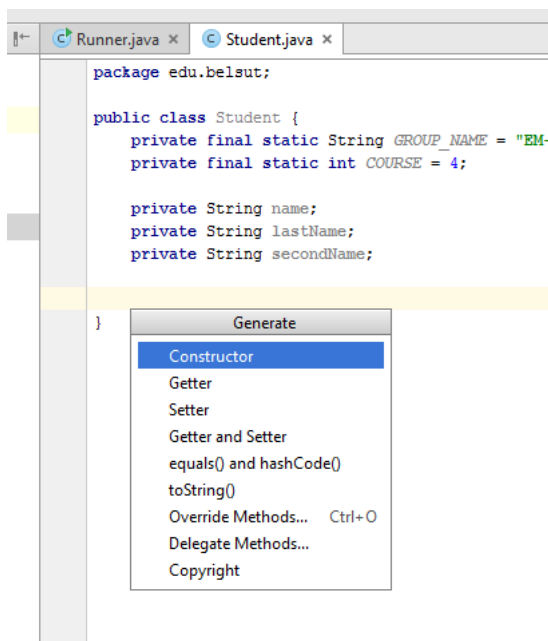 Runner.java × Student.java ×
package edu.belsut;
public class Student {
private final static String GROUP_NAME = "EM-
private final static int COURSE = 4;
private String name;
private String lastName;
private String secondName;
}
Generate
Constructor
Getter
Setter
Getter and Setter
equals() and hashCode()
toString()
Override Methods... Ctrl+O
Delegate Methods...
Copyright